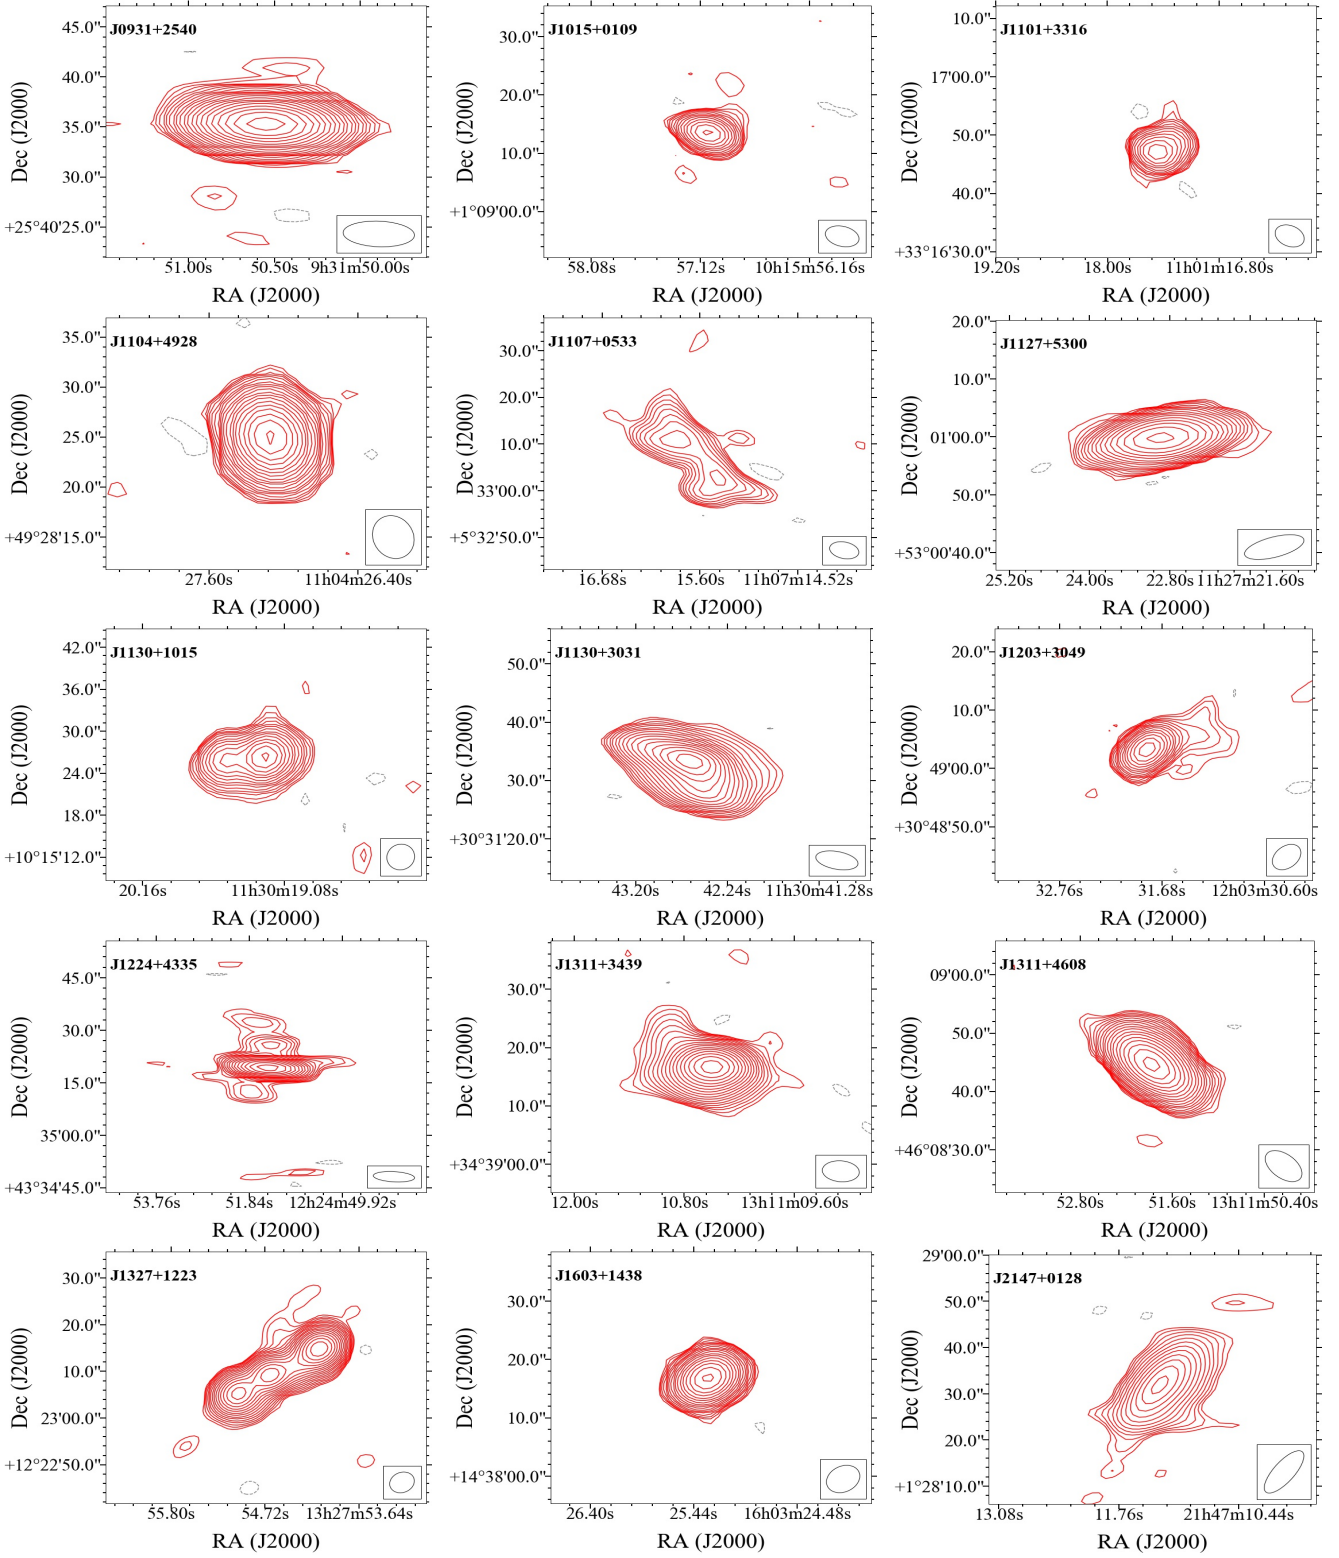 J0931+2540
45.0"
40.0"
35.0"
30.0"
+25°40'25.0"
51.00s 50.50s 9h31m50.00s
RA (J2000)
Dec (J2000)
J1015+0109
30.0"
20.0"
10.0"
+1°09'00.0"
58.08s 57.12s 10h15m56.16s
RA (J2000)
Dec (J2000)
J1101+3316
10.0"
17'00.0"
50.0"
40.0"
+33°16'30.0"
19.20s 18.00s 11h01m16.80s
RA (J2000)
Dec (J2000)
J1104+4928
35.0"
30.0"
25.0"
20.0"
+49°28'15.0"
27.60s 11h04m26.40s
RA (J2000)
Dec (J2000)
J1107+0533
30.0"
20.0"
10.0"
33'00.0"
+5°32'50.0"
16.68s 15.60s 11h07m14.52s
RA (J2000)
Dec (J2000)
J1127+5300
20.0"
10.0"
01'00.0"
50.0"
+53°00'40.0"
25.20s 24.00s 22.80s 11h27m21.60s
RA (J2000)
Dec (J2000)
J1130+1015
42.0"
36.0"
30.0"
24.0"
18.0"
+10°15'12.0"
20.16s 11h30m19.08s
RA (J2000)
Dec (J2000)
J1130+3031
50.0"
40.0"
30.0"
+30°31'20.0"
43.20s 42.24s 11h30m41.28s
RA (J2000)
Dec (J2000)
J1203+3049
20.0"
10.0"
49'00.0"
+30°48'50.0"
32.76s 31.68s 12h03m30.60s
RA (J2000)
Dec (J2000)
J1224+4335
45.0"
30.0"
15.0"
35'00.0"
+43°34'45.0"
53.76s 51.84s 12h24m49.92s
RA (J2000)
Dec (J2000)
J1311+3439
30.0"
20.0"
10.0"
+34°39'00.0"
12.00s 10.80s 13h11m09.60s
RA (J2000)
Dec (J2000)
J1311+4608
09'00.0"
50.0"
40.0"
+46°08'30.0"
52.80s 51.60s 13h11m50.40s
RA (J2000)
Dec (J2000)
J1327+1223
30.0"
20.0"
10.0"
23'00.0"
+12°22'50.0"
55.80s 54.72s 13h27m53.64s
RA (J2000)
Dec (J2000)
J1603+1438
30.0"
20.0"
10.0"
+14°38'00.0"
26.40s 25.44s 16h03m24.48s
RA (J2000)
Dec (J2000)
J2147+0128
29'00.0"
50.0"
40.0"
30.0"
20.0"
+1°28'10.0"
13.08s 11.76s 21h47m10.44s
RA (J2000)
Dec (J2000)